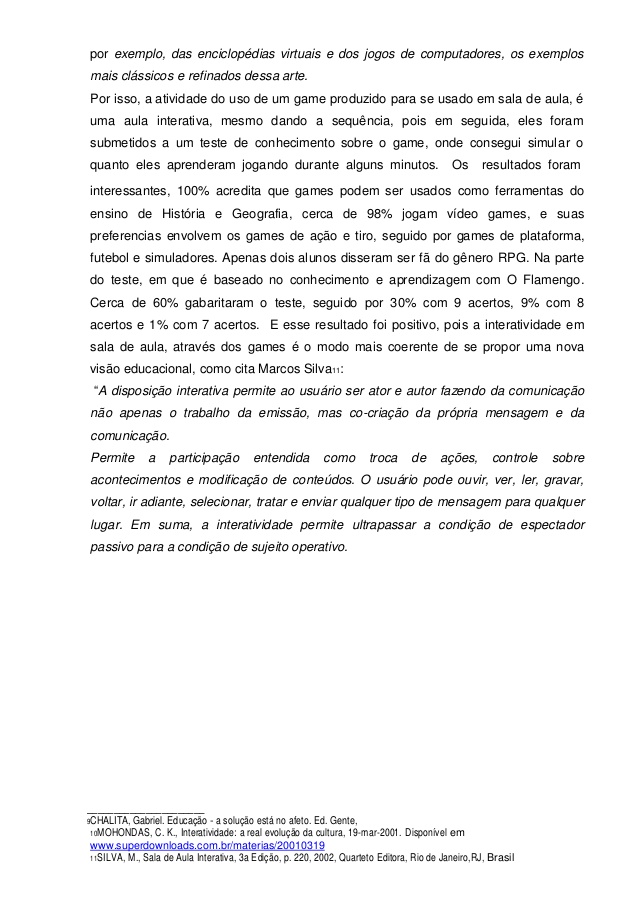 por exemplo, das enciclopédias virtuais e dos jogos de computadores, os exemplos
mais clássicos e refinados dessa arte.
Por isso, a atividade do uso de um game produzido para se usado em sala de aula, é
uma aula interativa, mesmo dando a sequência, pois em seguida, eles foram
submetidos a um teste de conhecimento sobre o game, onde consegui simular o
quanto eles aprenderam jogando durante alguns minutos. Os resultados foram
interessantes, 100% acredita que games podem ser usados como ferramentas do
ensino de História e Geografia, cerca de 98% jogam vídeo games, e suas
preferencias envolvem os games de ação e tiro, seguido por games de plataforma,
futebol e simuladores. Apenas dois alunos disseram ser fã do gênero RPG. Na parte
do teste, em que é baseado no conhecimento e aprendizagem com O Flamengo.
Cerca de 60% gabaritaram o teste, seguido por 30% com 9 acertos, 9% com 8
acertos e 1% com 7 acertos. E esse resultado foi positivo, pois a interatividade em
sala de aula, através dos games é o modo mais coerente de se propor uma nova
visão educacional, como cita Marcos Silva11:
“A disposição interativa permite ao usuário ser ator e autor fazendo da comunicação
não apenas o trabalho da emissão, mas co-criação da própria mensagem e da
comunicação.
Permite a participação entendida como troca de ações, controle sobre
acontecimentos e modificação de conteúdos. O usuário pode ouvir, ver, ler, gravar,
voltar, ir adiante, selecionar, tratar e enviar qualquer tipo de mensagem para qualquer
lugar. Em suma, a interatividade permite ultrapassar a condição de espectador
passivo para a condição de sujeito operativo.
9CHALITA, Gabriel. Educação - a solução está no afeto. Ed. Gente,
10MOHONDAS, C. K., Interatividade: a real evolução da cultura, 19-mar-2001. Disponível em
www.superdownloads.com.br/materias/20010319
11SILVA, M., Sala de Aula Interativa, 3a Edição, p. 220, 2002, Quarteto Editora, Rio de Janeiro,RJ, Brasil